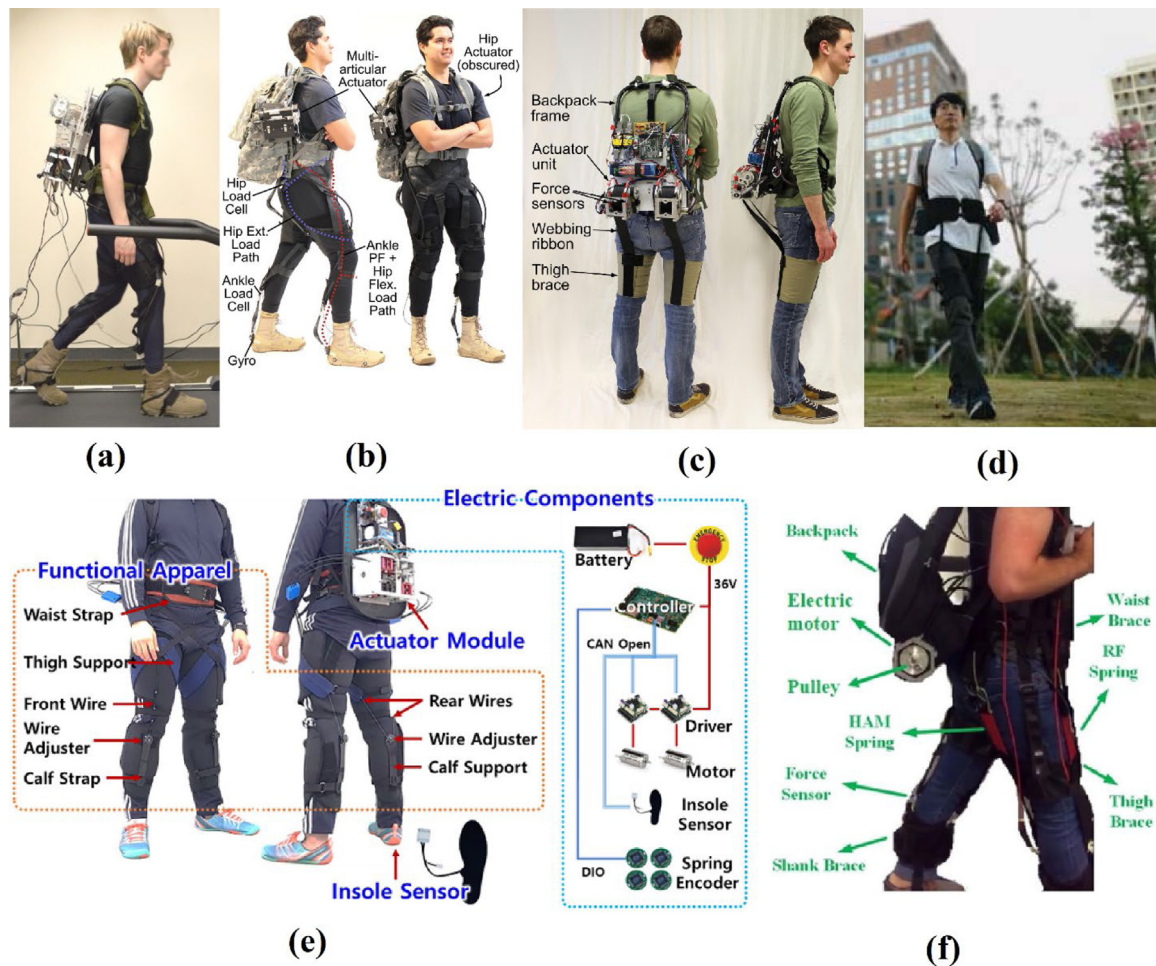 Multi-
articular
Actuator
Hip
Actuator
(obscured)
Hip
Load
Cell
Hip Ext.
Load
Path
Ankle
Load
Cell
Gyro
Ankle
PF +
Hip
Flex.
Load
Path
Backpack
frame
Actuator
unit
Force
sensors
Webbing
ribbon
Thigh
brace
(a)
(b)
(c)
(d)
Electric Components
Functional Apparel
Waist Strap
Thigh Support
Front Wire
Wire
Adjuster
Calf Strap
Actuator Module
Rear Wires
Wire Adjuster
Calf Support
Insole Sensor
Battery
EMERGENCY
STOP
36V
Controller
CAN Open
Driver
Motor
Insole
Sensor
DIO
Spring
Encoder
Backpack
Electric
motor
Pulley
HAM
Spring
Force
Sensor
Shank Brace
Waist
Brace
RF
Spring
Thigh
Brace
(e)
(f)